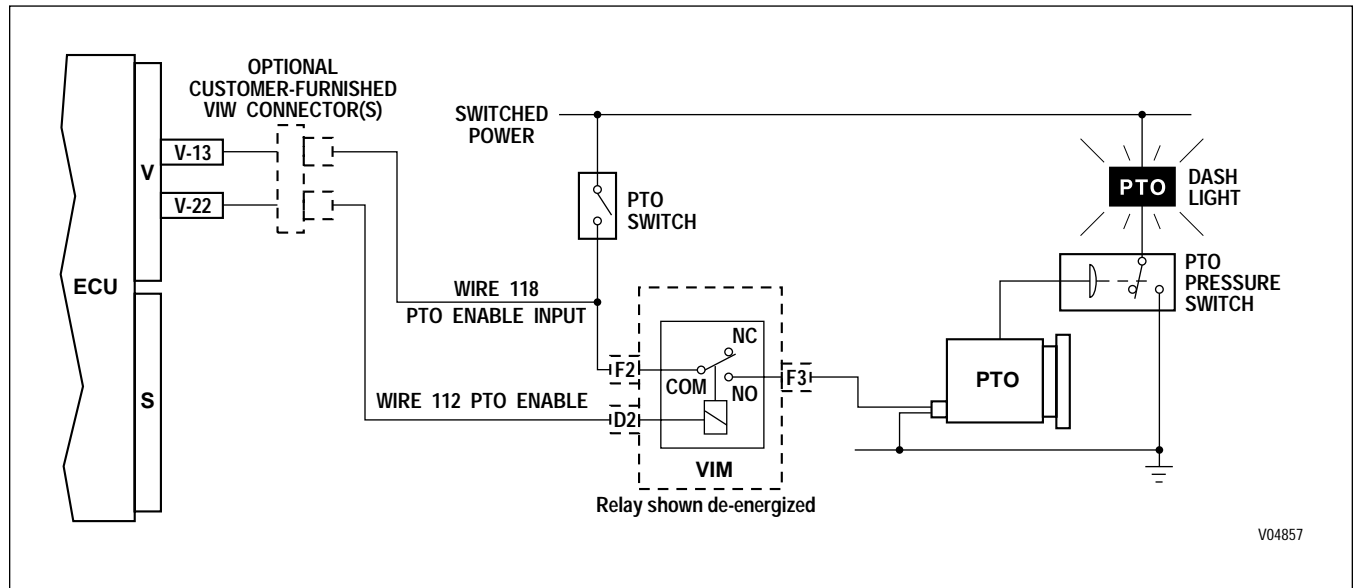 OPTIONAL
CUSTOMER-FURNISHED
VIW CONNECTOR(S)
SWITCHED
POWER
V-13
V
V-22
PTO
DASH
LIGHT
PTO
SWITCH
PTO
PRESSURE
SWITCH
ECU
WIRE 118
PTO ENABLE INPUT
NC
F2
COM
NO
F3
PTO
S
WIRE 112 PTO ENABLE
D2
VIM
Relay shown de-energized
V04857